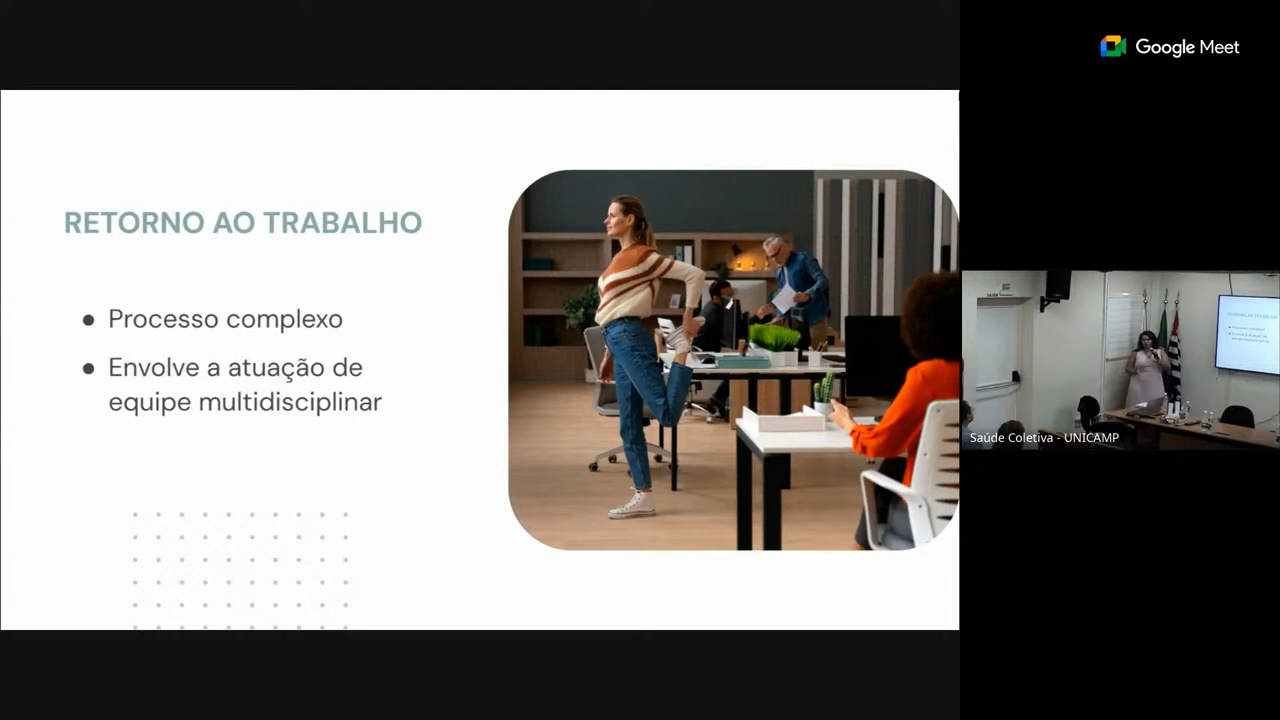 Google Meet
RETORNO AO TRABALHO
● Processo complexo
● Envolve a atuação de
equipe multidisciplinar
Saúde Coletiva - UNICAMP